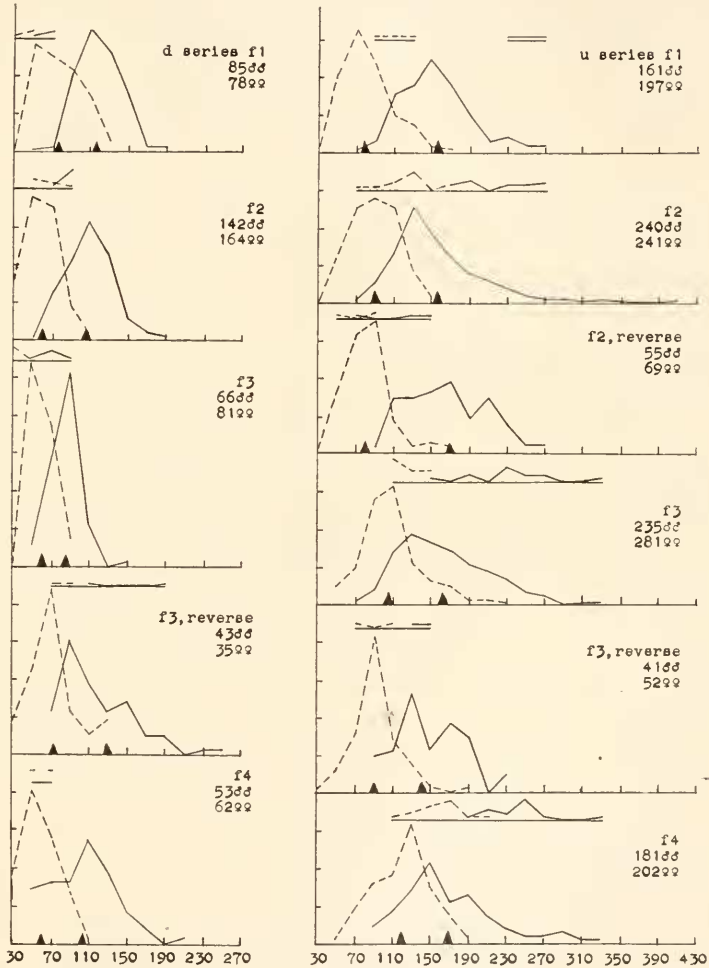 d series f1
85♂♂
78♀♀
f2
142♂♂
164♀♀
f3
66♂♂
81♀♀
f3,reverse
43♂♂
35♀♀
f4
53♂♂
62♀♀
30 70 110 150 190 230 270
u series f1
161♂♂
197♀♀
f2
240♂♂
241♀♀
f2,reverse
55♂♂
69♀♀
f3
235♂♂
281♀♀
f3,reverse
41♂♂
52♀♀
f4
181♂♂
202♀♀
30 70 110 150 190 230 270 310 350 390 430